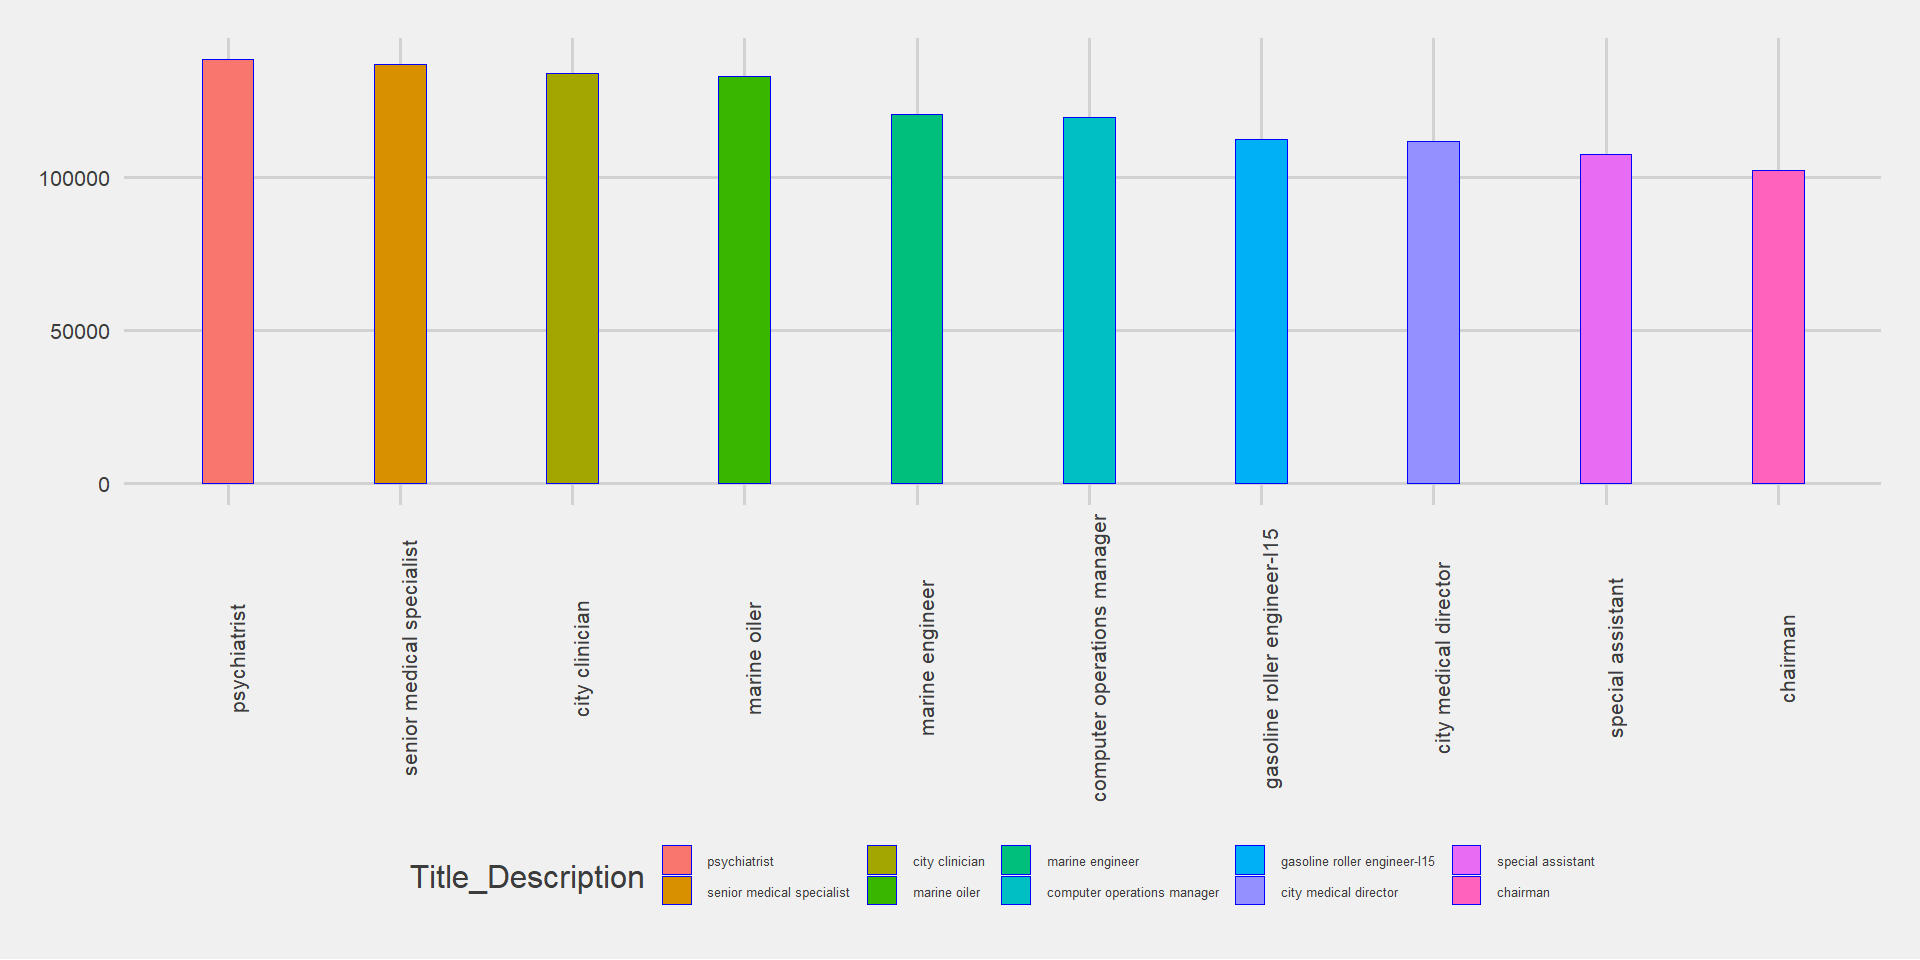 100000
50000
0
psychiatrist
senior medical specialist
city clinician
marine oiler
marine engineer
computer operations manager
gasoline roller engineer-I15
city medical director
special assistant
chairman
Title_Description
psychiatrist
senior medical specialist
city clinician
marine oiler
marine engineer
computer operations manager
gasoline roller engineer-I15
city medical director
special assistant
chairman